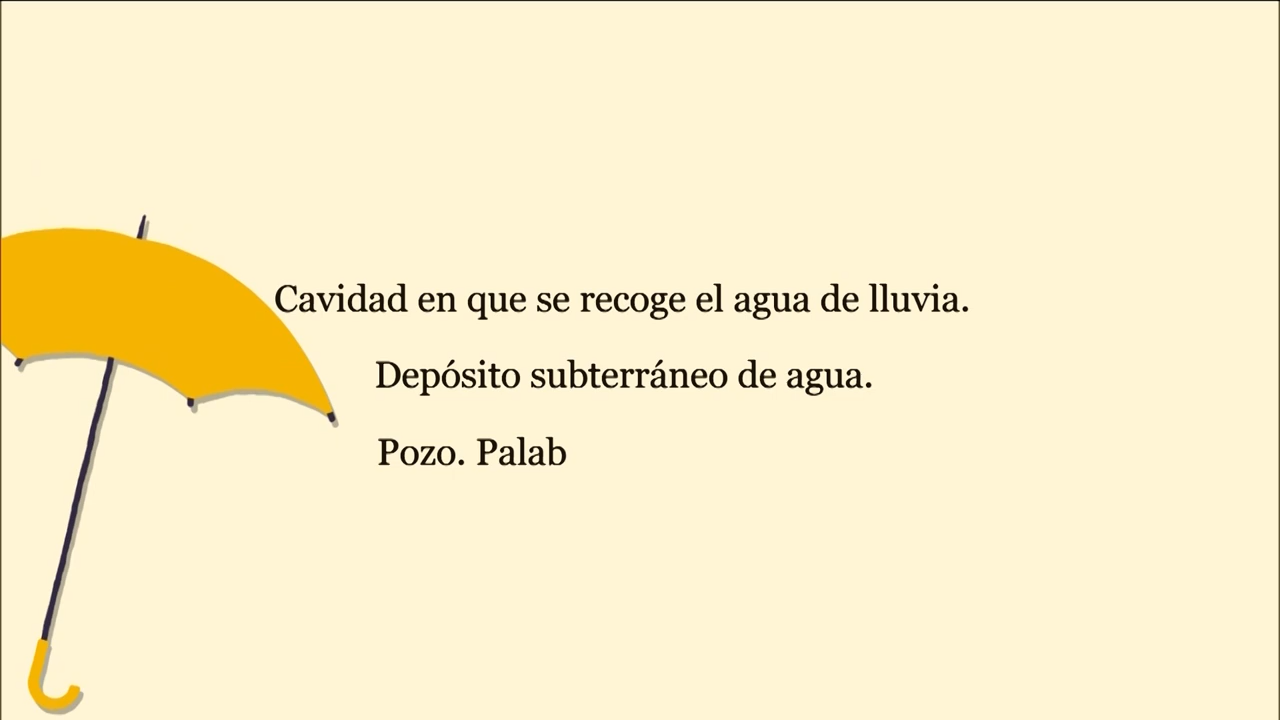 Cavidad en que se recoge el agua de lluvia.
Depósito subterráneo de agua.
Pozo. Palab